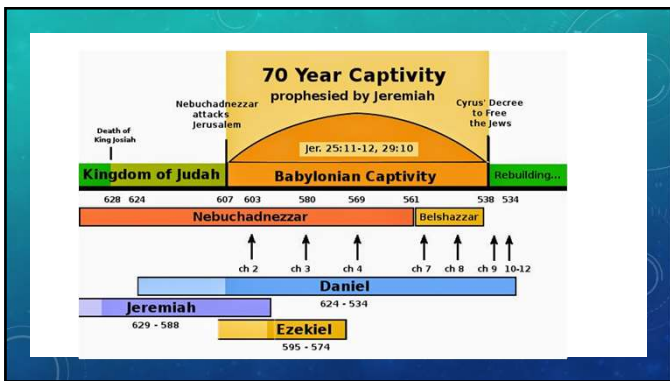 70 Year Captivity
prophesied by Jeremiah
Nebuchadnezzar
attacks
Jerusalem
Cyrus' Decree
to Free
the Jews
Death of
King Josiah
Jer. 25:11-12, 29:10
Kingdom of Judah
Babylonian Captivity
Rebuilding...
628 624 607 603 580 569 561 538 534
Nebuchadnezzar Belshazzar
ch 2 ch 3 ch 4 ch 7 ch 8 ch 9 10-12
Daniel
624 - 534
Jeremiah
629 - 588
Ezekiel
595 - 574